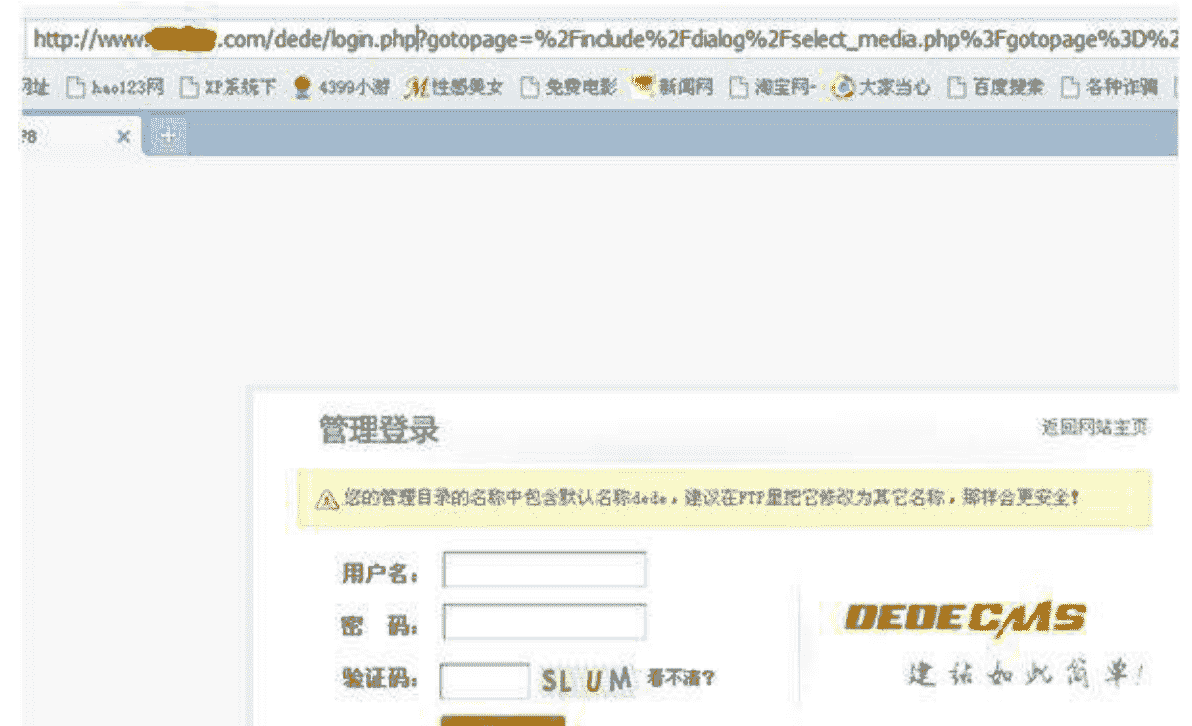 http://www. .com/dede/login.php?gotopage=%2Finclude%2Fdialog%2Fselect_media.php%3Fgotopage%3D%2
网址 hao123网 XP系统下 4399小游 性感美女 免费电影 新闻网 淘宝网- 大家当心 百度搜索 各种诈骗
?8
管理登录 返回网站主页
您的管理目录的名称中包含默认名称dede，建议在FTP里把它修改为其它名称，那样会更安全！
用户名：
密 码：
DEDECMS
验证码： SLUM 看不清？
建站如此简单！